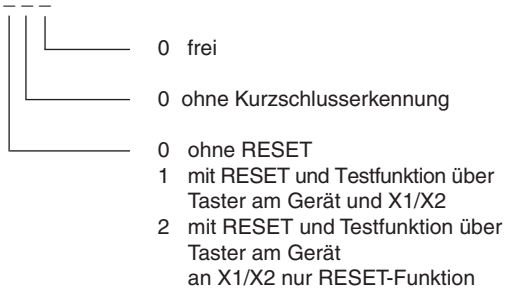 _ _ _
0 frei
0 ohne Kurzschlusserkennung
0 ohne RESET
1 mit RESET und Testfunktion über
Taster am Gerät und X1/X2
2 mit RESET und Testfunktion über
Taster am Gerät
an X1/X2 nur RESET-Funktion